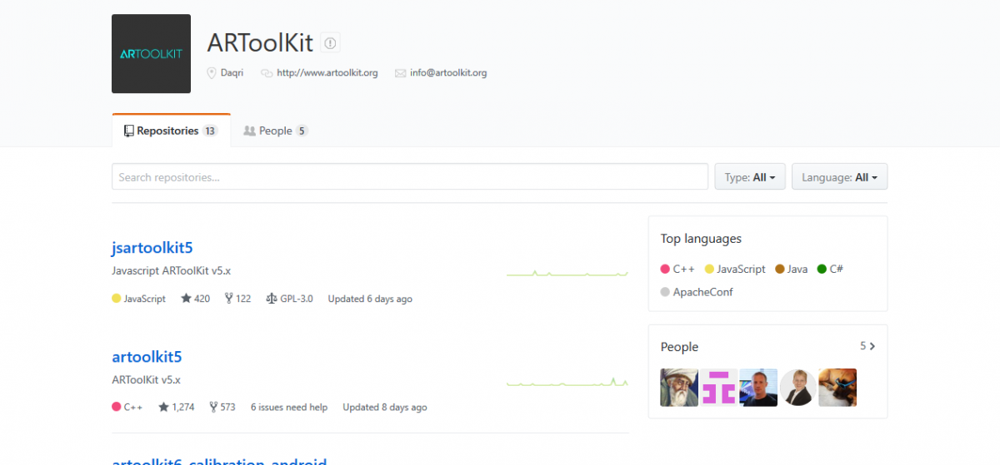 ARTOOLKIT
ARToolKit
Daqri http://www.artoolkit.org info@artoolkit.org
Repositories 13 People 5
Search repositories... Type: All Language: All
jsartoolkit5
Javascript ARToolKit v5.x
JavaScript 420 122 GPL-3.0 Updated 6 days ago
artoolkit5
ARToolKit v5.x
C++ 1,274 573 6 issues need help Updated 8 days ago
artoolkit6_calibration_android
Top languages
C++ JavaScript Java C#
ApacheConf
People 5